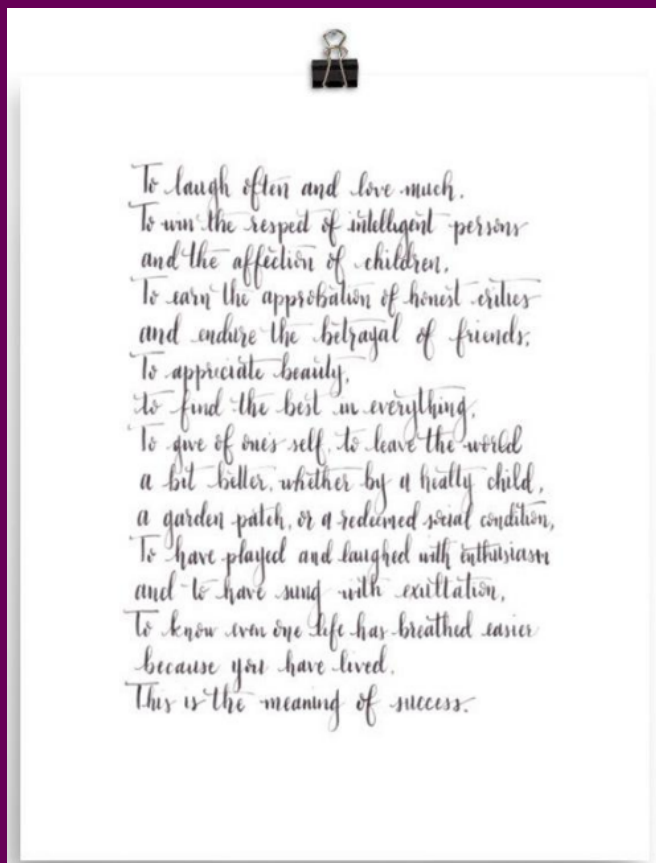 To laugh often and love much.
To win the respect of intelligent persons
and the affection of children,
To earn the approbation of honest critics
and endure the betrayal of friends;
To appreciate beauty,
to find the best in everything,
To give of one's self, to leave the world
a bit better, whether by a healty child,
a garden patch, or a redeemed social condition,
To have played and laughed with enthusiasm
and to have sung with exultation,
To know even one life has breathed easier
because you have lived.
This is the meaning of success.